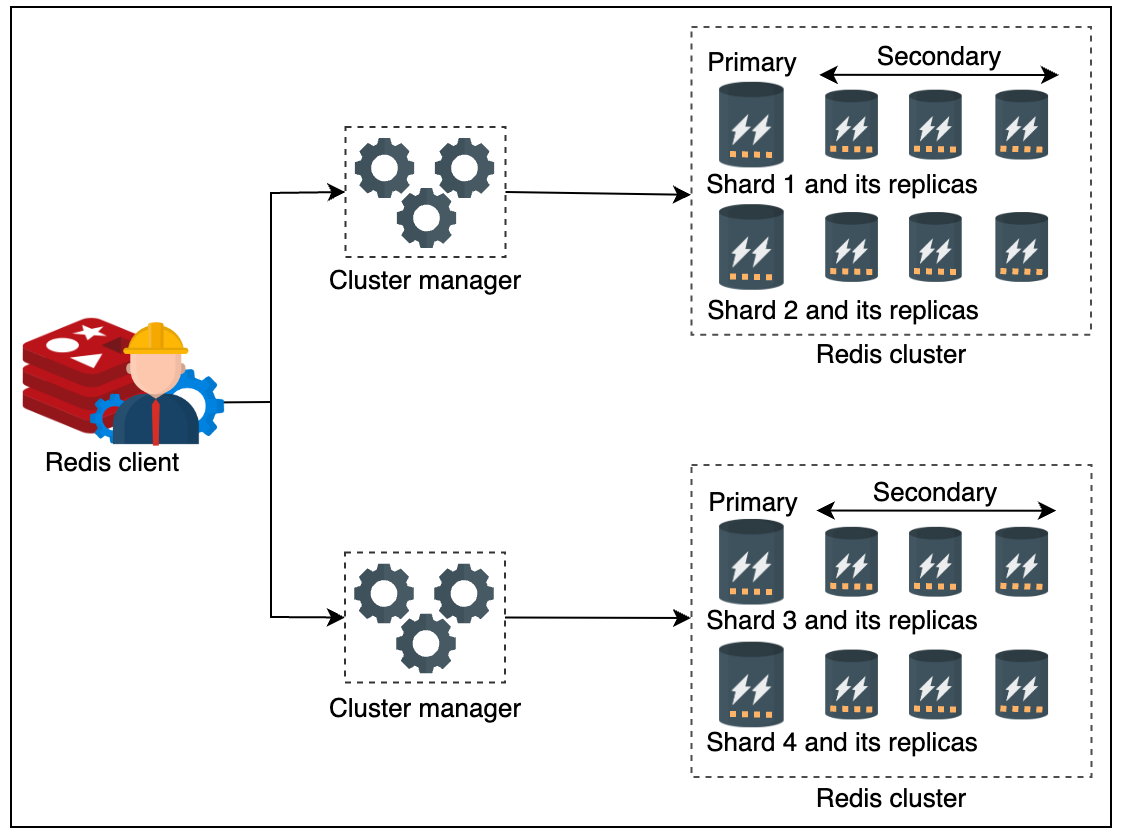 Primary
Secondary
Shard 1 and its replicas
Shard 2 and its replicas
Redis cluster
Cluster manager
Redis client
Primary
Secondary
Shard 3 and its replicas
Shard 4 and its replicas
Redis cluster
Cluster manager